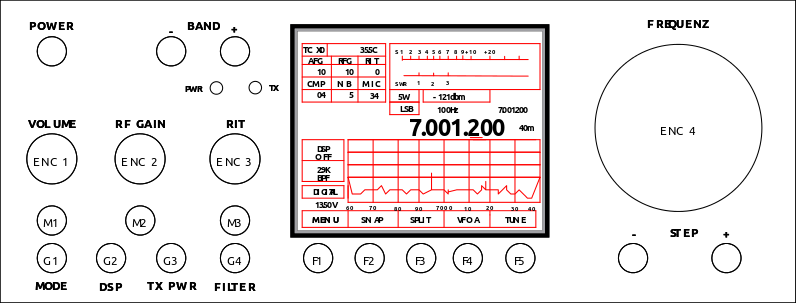 POWER - BAND + FREQUENZ
TC X0 35.5C S 1 2 3 4 5 6 7 8 9+10 +20
AFG RFG RIT
10 10 0
CMP NB MIC SWR 1 2 3
PWR TX
04 5 34 5W - 121dbm
LSB 100Hz 7001200
7.001.200 40m
VOLUME RF GAIN RIT
ENC 4
DSP
OFF
ENC 1 ENC 2 ENC 3
2.9K
BPF
DIGITAL
13.50V 60 70 80 90 7000 10 20 30 40
M1 M2 M3
MENU SNAP SPLIT VFO A TUNE
- STEP +
G1 G2 G3 G4 F1 F2 F3 F4 F5
MODE DSP TX PWR FILTER